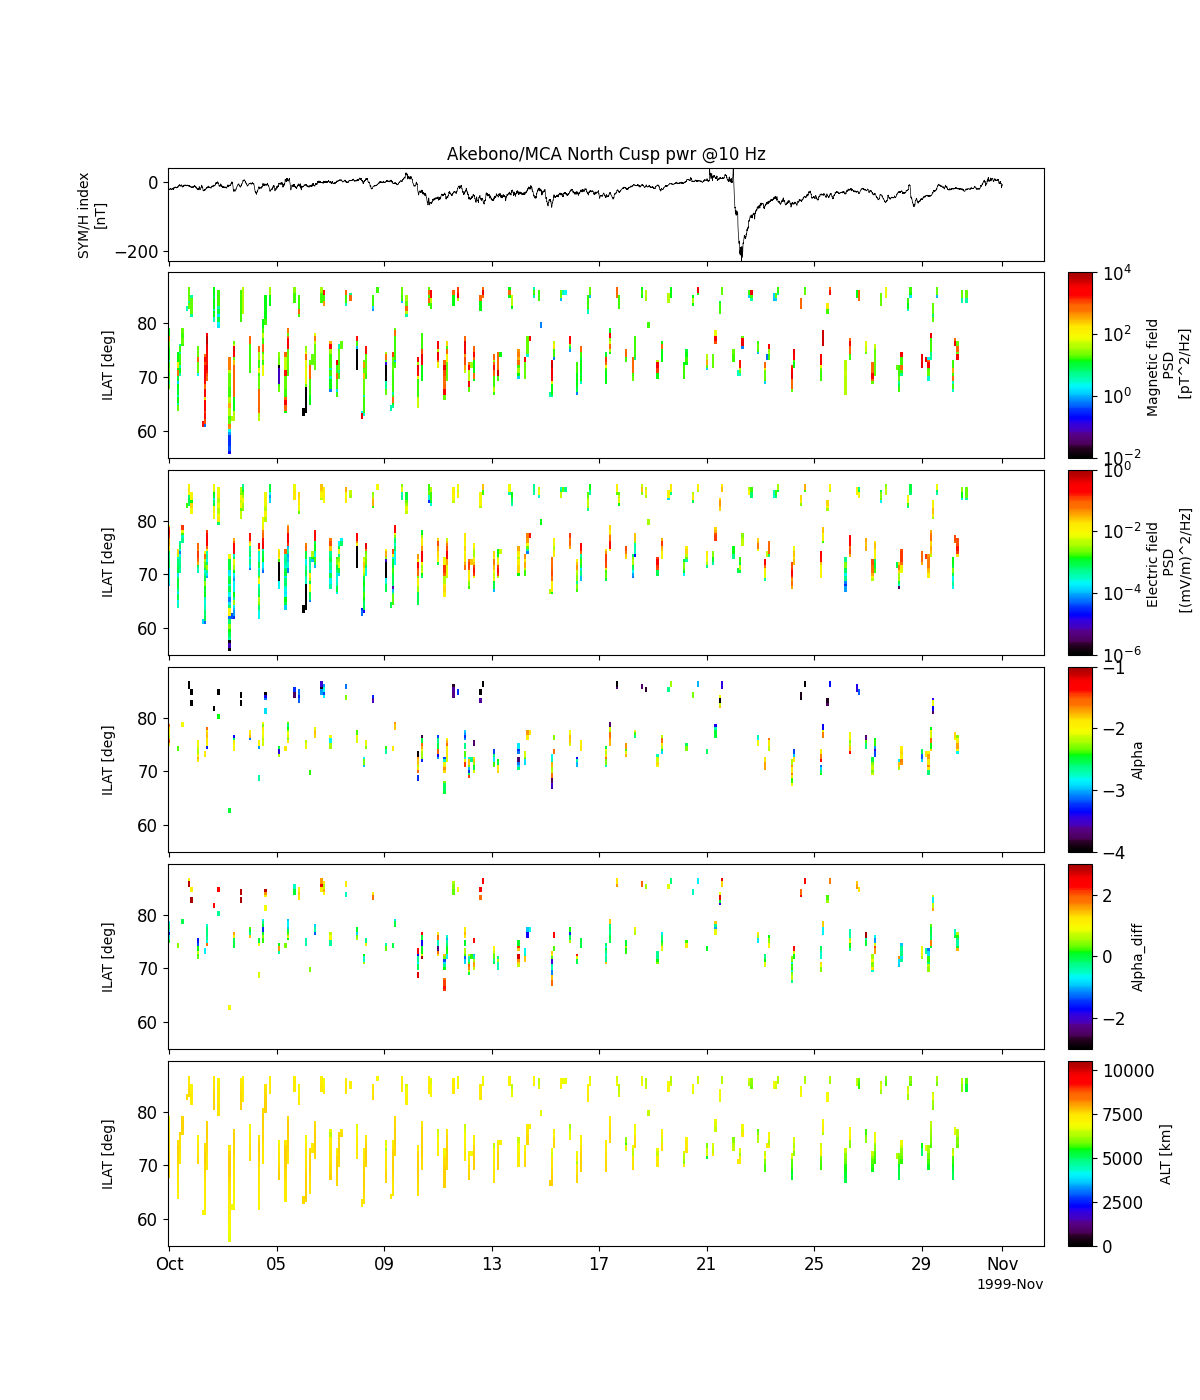 Akebono/MCA North Cusp pwr @10 Hz
SYM/H index
[nT]
0
−200
ILAT [deg]
80
70
60
10^4
10^2
10^0
10^−2
Magnetic field
PSD
[pT^2/Hz]
ILAT [deg]
80
70
60
10^0
10^−2
10^−4
10^−6
Electric field
PSD
[(mV/m)^2/Hz]
ILAT [deg]
80
70
60
−1
−2
−3
−4
Alpha
ILAT [deg]
80
70
60
2
0
−2
Alpha_diff
ILAT [deg]
80
70
60
10000
7500
5000
2500
0
ALT [km]
Oct 05 09 13 17 21 25 29 Nov
1999-Nov